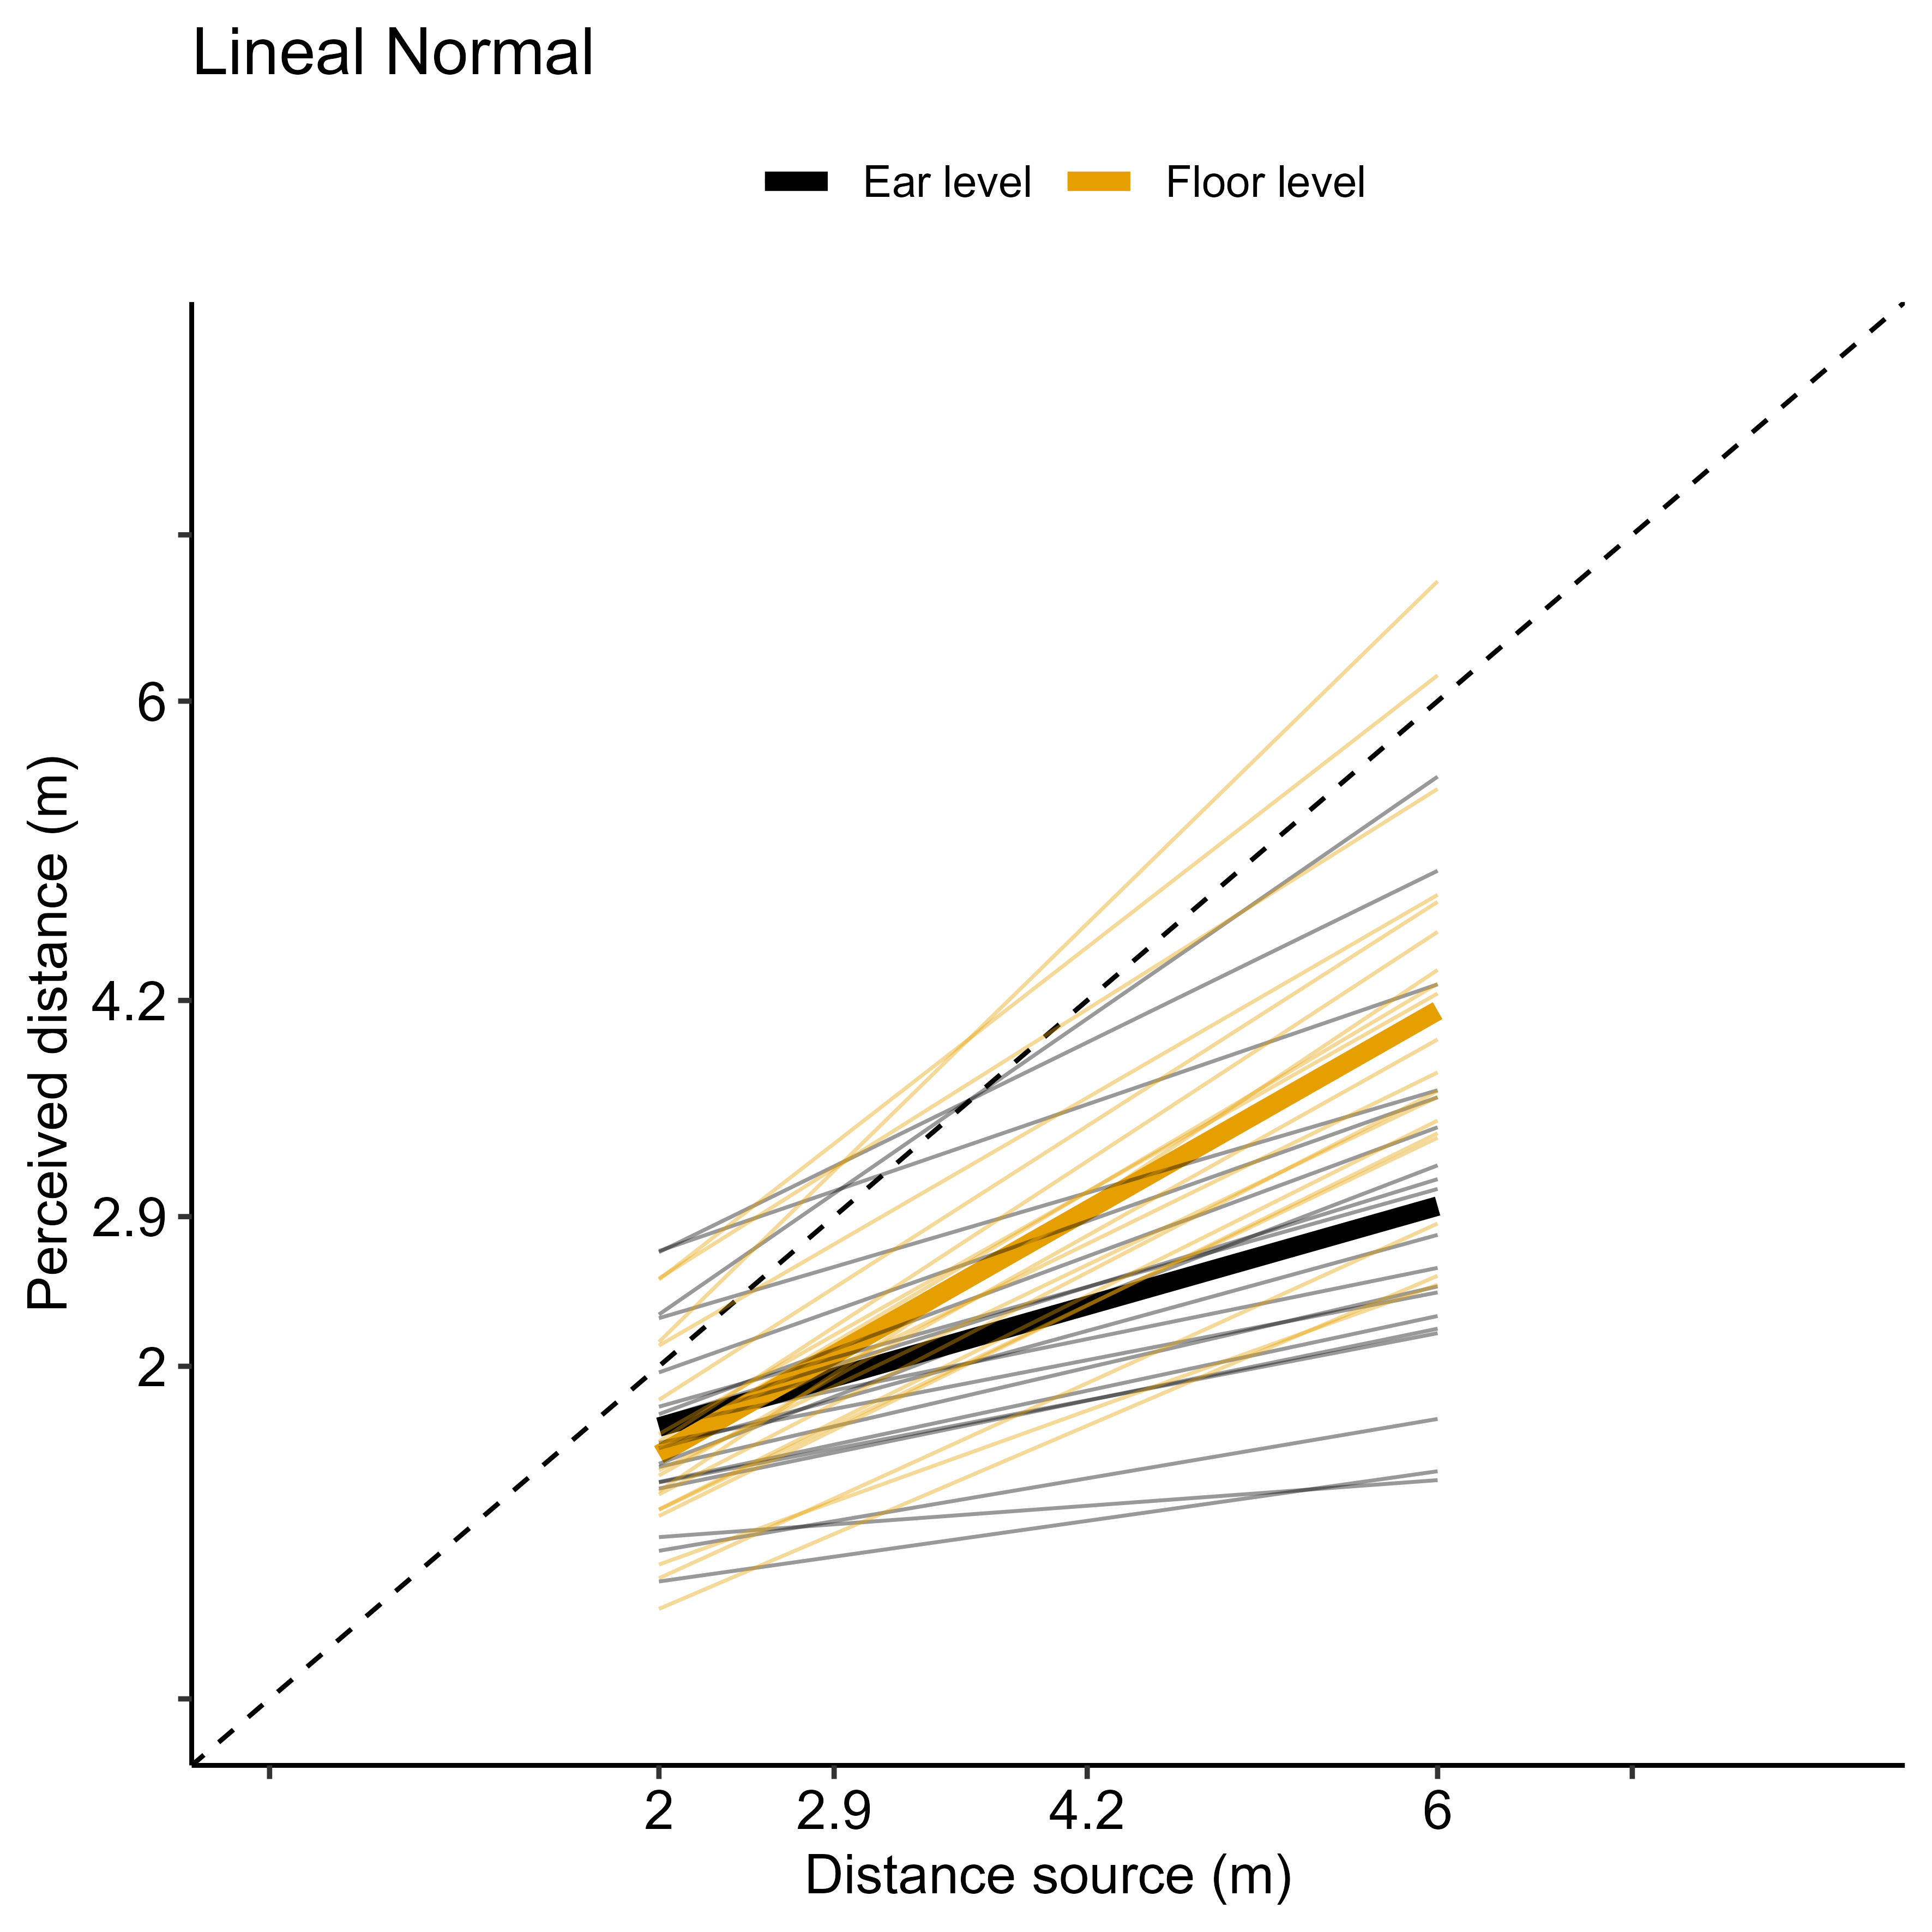 Lineal Normal
Ear level
Floor level
Perceived distance (m)
6
4.2
2.9
2
2
2.9
4.2
6
Distance source (m)